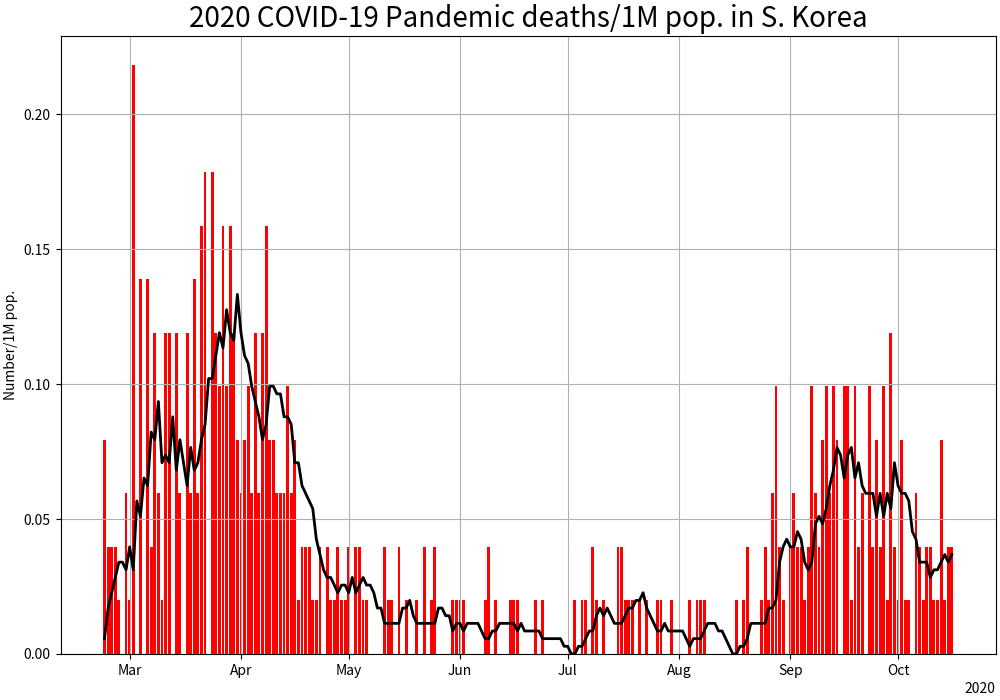 2020 COVID-19 Pandemic deaths/1M pop. in S. Korea
Number/1M pop.
0.20
0.15
0.10
0.05
0.00
Mar Apr May Jun Jul Aug Sep Oct
2020